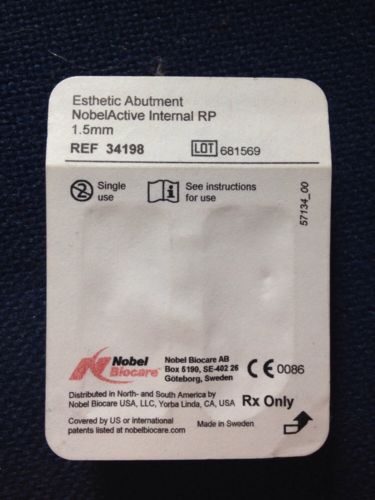 Esthetic Abutment
NobelActive Internal RP
1.5mm
REF 34198 LOT 681569
2 Single use
i See instructions for use
57134_00
Nobel Biocare
Nobel Biocare AB
Box 5190, SE-402 26
Göteborg, Sweden
CE 0086
Distributed in North- and South America by
Nobel Biocare USA, LLC, Yorba Linda, CA, USA
Rx Only
Covered by US or international
patents listed at nobelbiocare.com
Made in Sweden